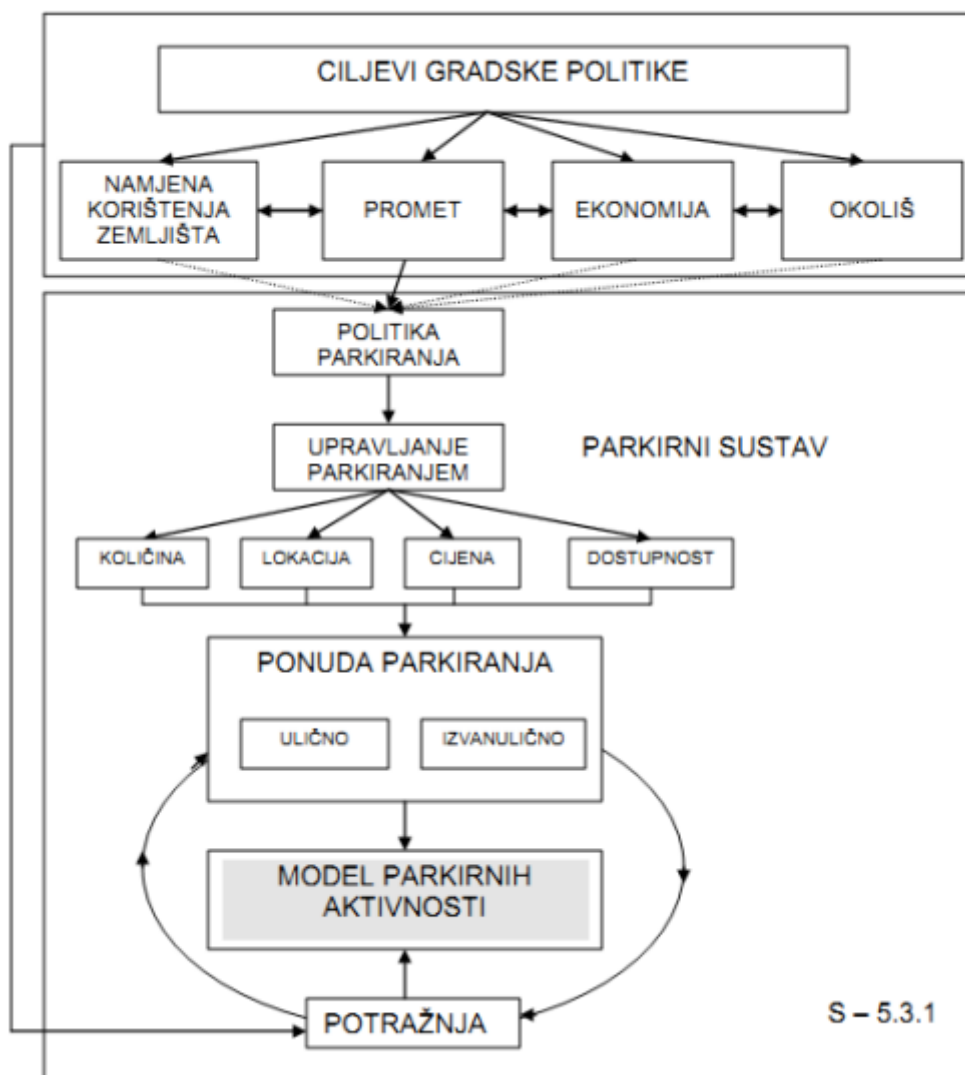 CILJEVI GRADSKE POLITIKE
NAMJENA
KORIŠTENJA
ZEMLJIŠTA
PROMET
EKONOMIJA
OKOLIŠ
POLITIKA
PARKIRANJA
UPRAVLJANJE
PARKIRANJEM
PARKIRNI SUSTAV
KOLIČINA
LOKACIJA
CIJENA
DOSTUPNOST
PONUDA PARKIRANJA
ULIČNO
IZVANULIČNO
MODEL PARKIRNIH
AKTIVNOSTI
POTRAŽNJA
S – 5.3.1